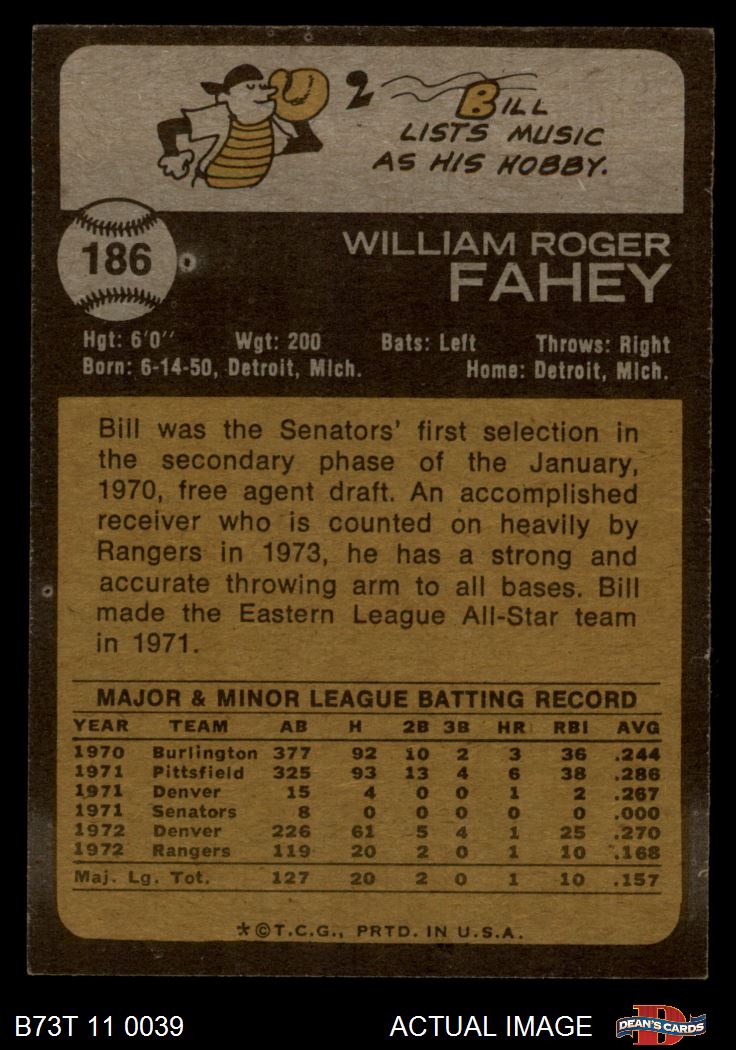 2 BILL
LISTS MUSIC
AS HIS HOBBY.
186
WILLIAM ROGER
FAHEY
Hgt: 6'0" Wgt: 200 Bats: Left Throws: Right
Born: 6-14-50, Detroit, Mich. Home: Detroit, Mich.
Bill was the Senators' first selection in
the secondary phase of the January,
1970, free agent draft. An accomplished
receiver who is counted on heavily by
Rangers in 1973, he has a strong and
accurate throwing arm to all bases. Bill
made the Eastern League All-Star team
in 1971.
MAJOR & MINOR LEAGUE BATTING RECORD
YEAR TEAM AB H 2B 3B HR RBI AVG
1970 Burlington 377 92 10 2 3 36 .244
1971 Pittsfield 325 93 13 4 6 38 .286
1971 Denver 15 4 0 0 1 2 .267
1971 Senators 8 0 0 0 0 0 .000
1972 Denver 226 61 5 4 1 25 .270
1972 Rangers 119 20 2 0 1 10 .168
Maj. Lg. Tot. 127 20 2 0 1 10 .157
*©T.C.G., PRTD. IN U.S.A.
B73T 11 0039 ACTUAL IMAGE
D
DEAN'S CARDS